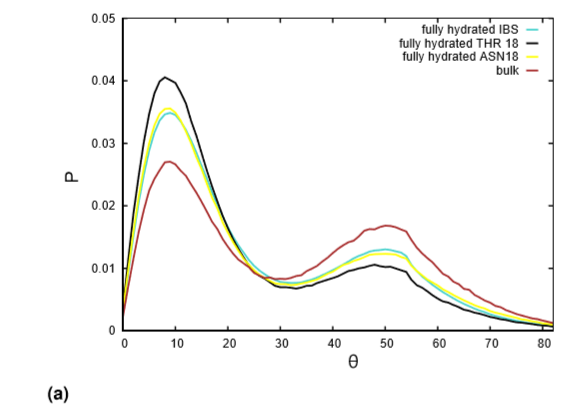 0.05
fully hydrated IBS
fully hydrated THR 18
fully hydrated ASN18
bulk
0.04
0.03
P
0.02
0.01
0
0 10 20 30 40 50 60 70 80
θ
(a)